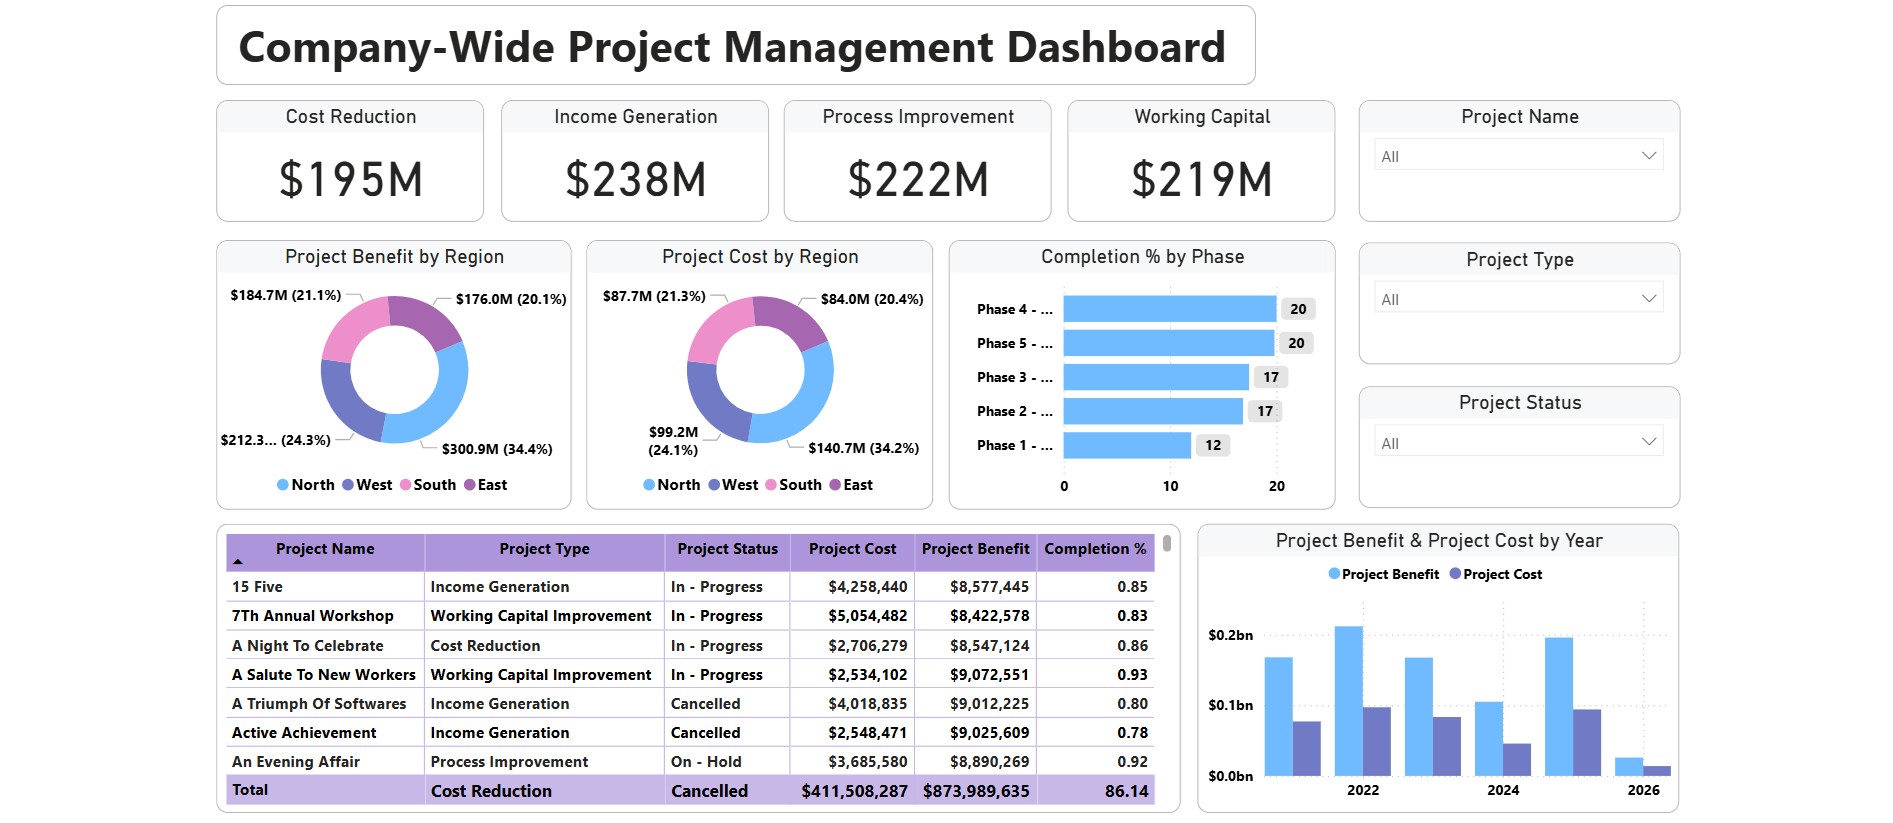 Company-Wide Project Management Dashboard
Cost Reduction
$195M
Income Generation
$238M
Process Improvement
$222M
Working Capital
$219M
Project Name
All
Project Benefit by Region
$184.7M (21.1%)
$176.0M (20.1%)
$212.3... (24.3%)
$300.9M (34.4%)
North West South East
Project Cost by Region
$87.7M (21.3%)
$84.0M (20.4%)
$99.2M
(24.1%)
$140.7M (34.2%)
North West South East
Completion % by Phase
Phase 4 - ... 20
Phase 5 - ... 20
Phase 3 - ... 17
Phase 2 - ... 17
Phase 1 - ... 12
0 10 20
Project Type
All
Project Status
All
Project Name Project Type Project Status Project Cost Project Benefit Completion %
15 Five Income Generation In - Progress $4,258,440 $8,577,445 0.85
7Th Annual Workshop Working Capital Improvement In - Progress $5,054,482 $8,422,578 0.83
A Night To Celebrate Cost Reduction In - Progress $2,706,279 $8,547,124 0.86
A Salute To New Workers Working Capital Improvement In - Progress $2,534,102 $9,072,551 0.93
A Triumph Of Softwares Income Generation Cancelled $4,018,835 $9,012,225 0.80
Active Achievement Income Generation Cancelled $2,548,471 $9,025,609 0.78
An Evening Affair Process Improvement On - Hold $3,685,580 $8,890,269 0.92
Total Cost Reduction Cancelled $411,508,287 $873,989,635 86.14
Project Benefit & Project Cost by Year
Project Benefit Project Cost
$0.2bn
$0.1bn
$0.0bn
2022 2024 2026